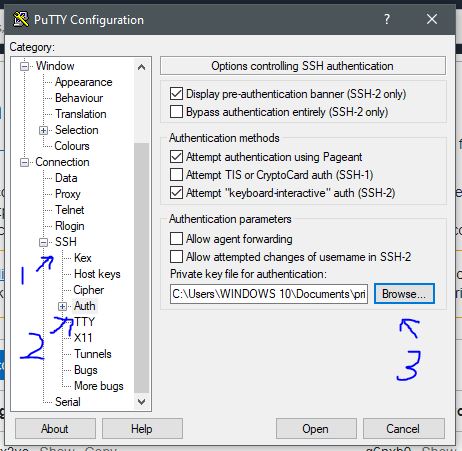 PuTTY Configuration
Category:
Window
Appearance
Behaviour
Translation
Selection
Colours
Connection
Data
Proxy
Telnet
Rlogin
SSH
Kex
Host keys
Cipher
Auth
TTY
X11
Tunnels
Bugs
More bugs
Serial
1
2
Options controlling SSH authentication
Display pre-authentication banner (SSH-2 only)
Bypass authentication entirely (SSH-2 only)
Authentication methods
Attempt authentication using Pageant
Attempt TIS or CryptoCard auth (SSH-1)
Attempt "keyboard-interactive" auth (SSH-2)
Authentication parameters
Allow agent forwarding
Allow attempted changes of username in SSH-2
Private key file for authentication:
C:\Users\WINDOWS 10\Documents\pri
Browse...
3
About
Help
Open
Cancel